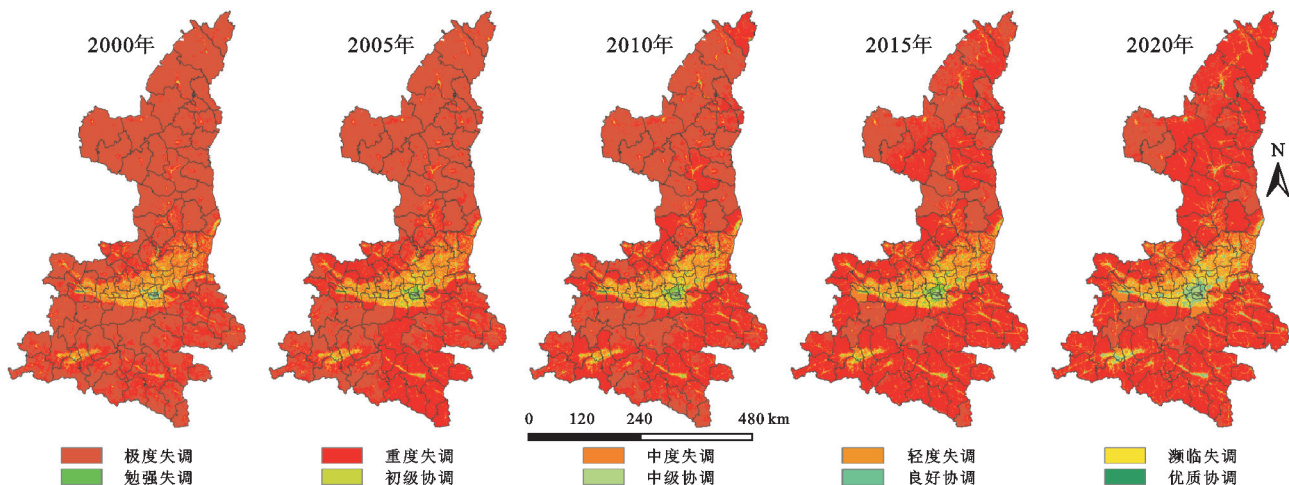 2000年
2005年
2010年
2015年
2020年
N
0 120 240 480 km
极度失调 重度失调 中度失调 轻度失调 濒临失调
勉强失调 初级协调 中级协调 良好协调 优质协调